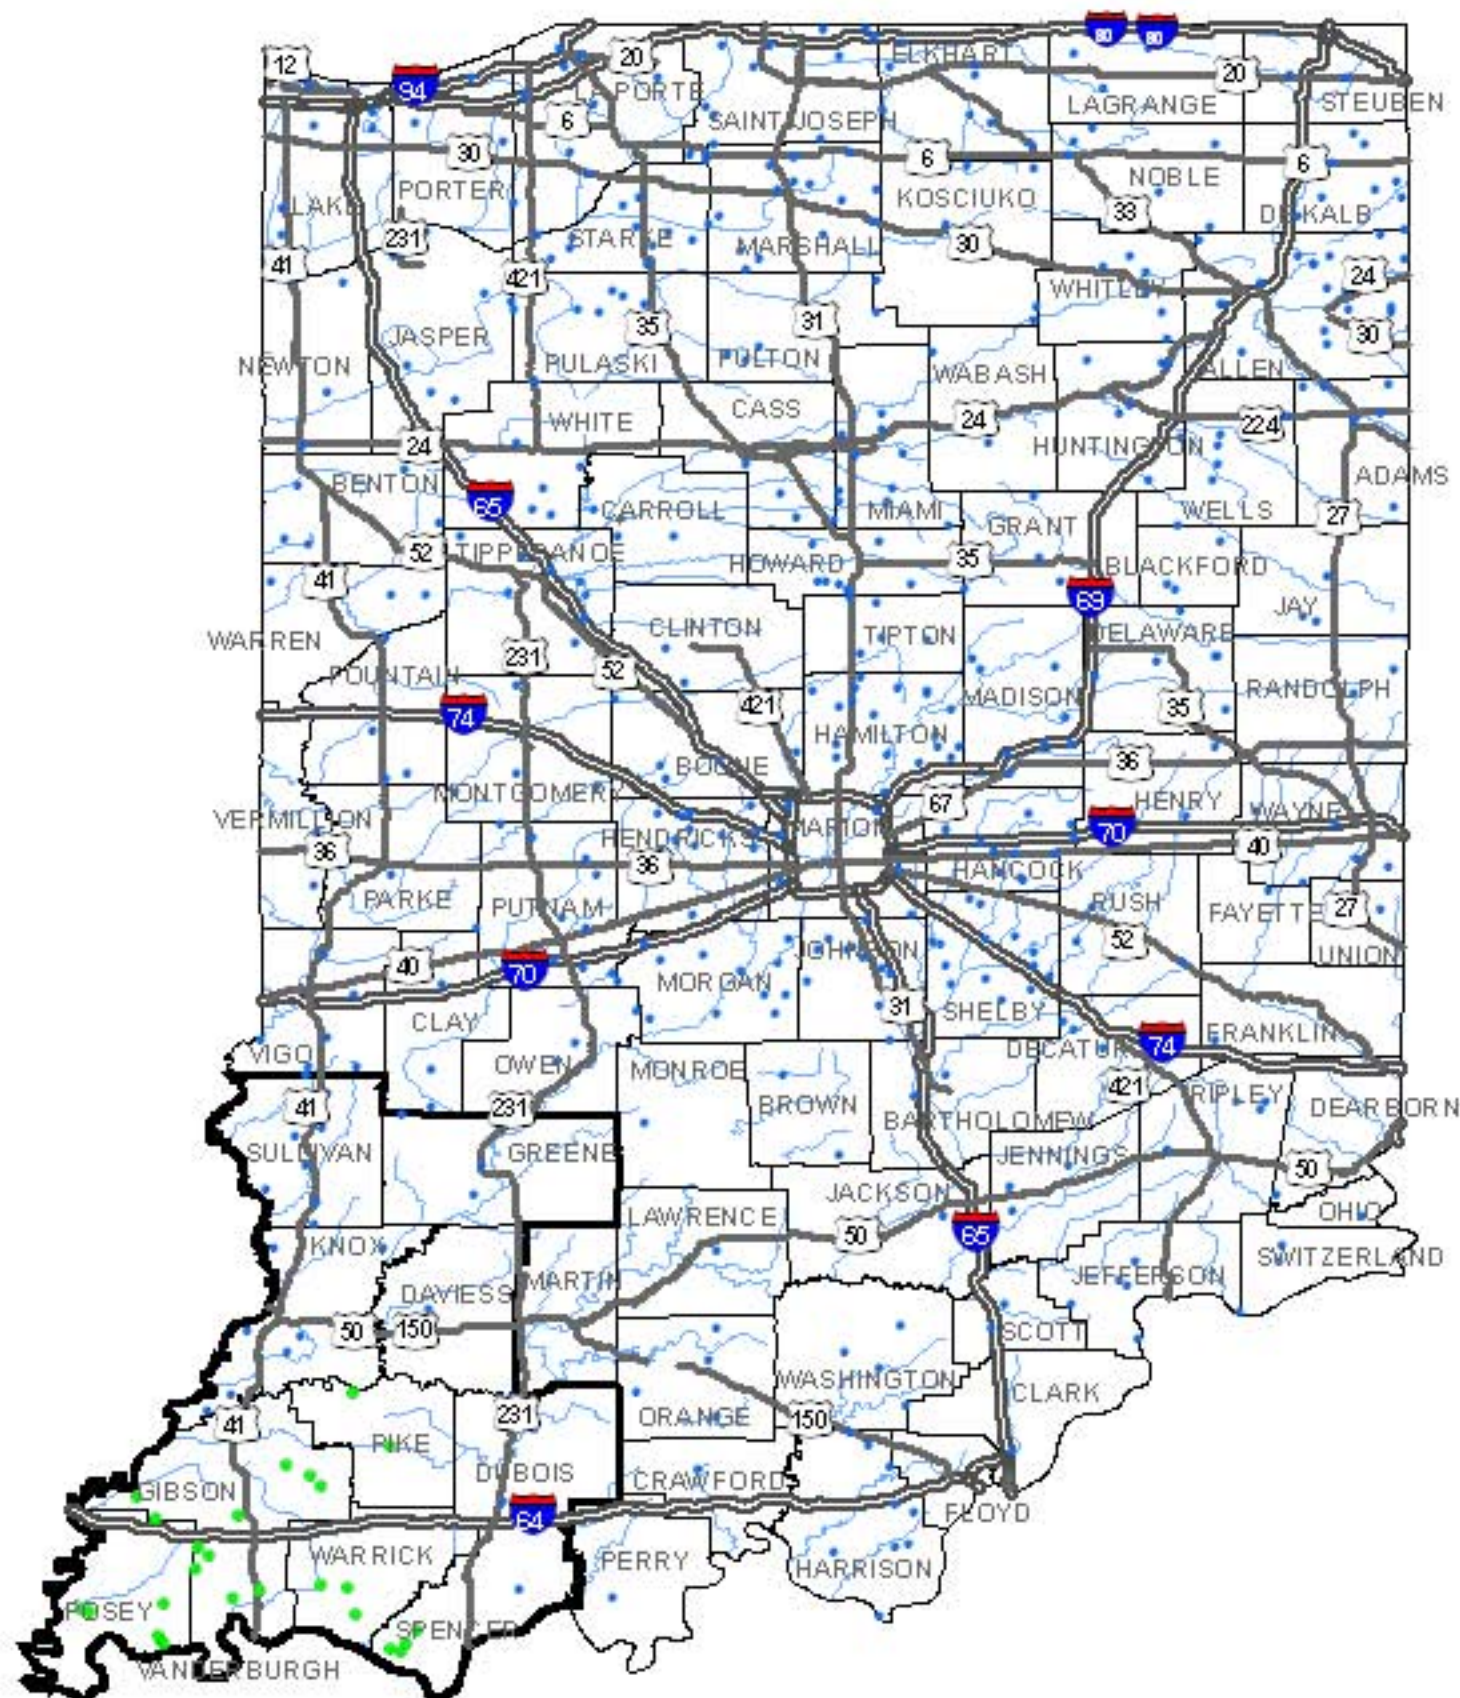 80 80
12
20
ELKHART
94
LA PORTE
20
LAGRANGE
STEUBEN
6
SAINT JOSEPH
30
6
6
PORTER
NOBLE
LAKE
KOSCIUKO
33
DE KALB
231
STARKE
MARSHALL
30
41
421
24
WHITLEY
35
31
30
JASPER
NEWTON
PULASKI
FULTON
WABASH
ALLEN
CASS
WHITE
24
224
24
HUNTINGTON
BENTON
ADAMS
65
CARROLL
MIAMI
GRANT
WELLS
27
52
TIPPECANOE
HOWARD
35
BLACKFORD
41
69
JAY
WARREN
CLINTON
TIPTON
DELAWARE
231
52
FOUNTAIN
MADISON
RANDOLPH
74
421
35
HAMILTON
BOONE
36
MONTGOMERY
67
HENRY
WAYNE
VERMILLION
HENDRICKS
MARION
70
36
36
40
HANCOCK
PARKE
PUTNAM
RUSH
FAYETTE
27
JOHNSON
52
UNION
40
70
MORGAN
31
SHELBY
CLAY
FRANKLIN
74
VIGO
DECATUR
OWEN
MONROE
421
RIPLEY
41
231
BROWN
DEARBORN
BARTHOLOMEW
SULLIVAN
GREENE
JENNINGS
50
JACKSON
LAWRENCE
OHIO
65
50
KNOX
SWITZERLAND
MARTIN
JEFFERSON
DAVIESS
50
150
SCOTT
WASHINGTON
CLARK
41
231
ORANGE
150
PIKE
DUBOIS
CRAWFORD
GIBSON
64
FLOYD
WARRICK
PERRY
HARRISON
POSEY
SPENCER
VANDERBURGH